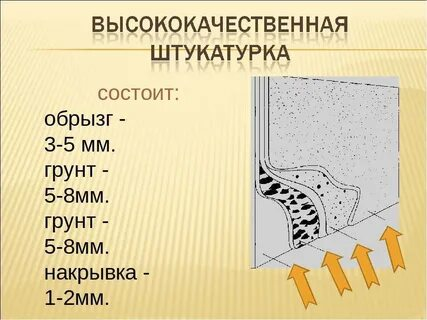 ВЫСОКОКАЧЕСТВЕННАЯ
ШТУКАТУРКА
состоит:
обрызг -
3-5 мм.
грунт -
5-8мм.
грунт -
5-8мм.
накрывка -
1-2мм.